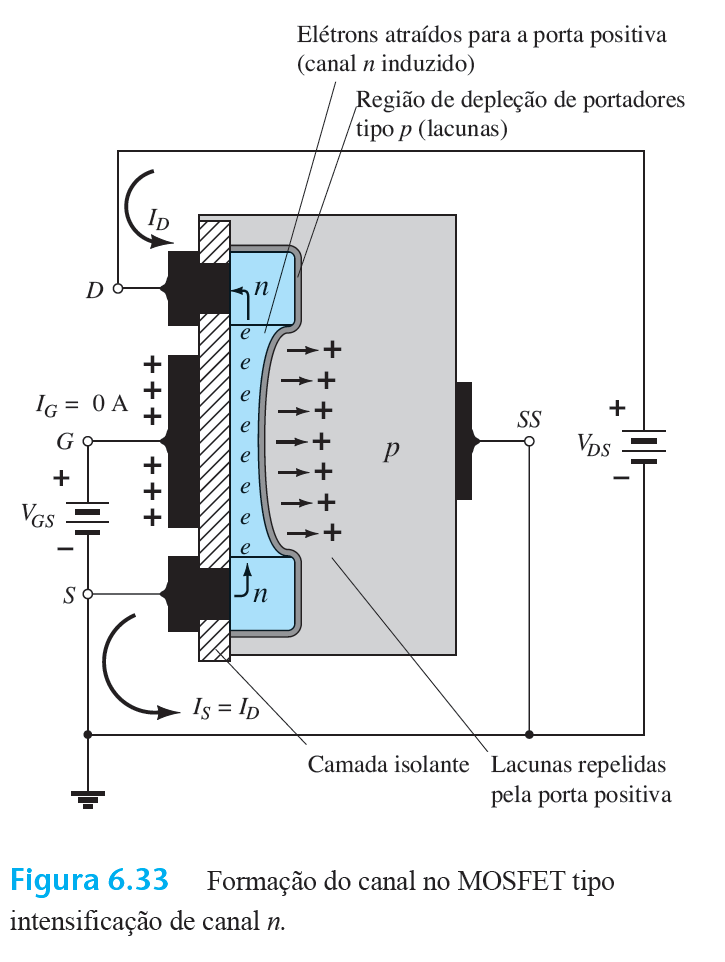 Elétrons atraídos para a porta positiva
(canal n induzido)
Região de depleção de portadores
tipo p (lacunas)
I_D
D
n
e
e
e
e
e
e
e
e
+
+
+
+
+
+
+
+
+
+
+
+
+
I_G = 0 A
G
+
V_GS
−
p
SS
+
V_DS
−
S
n
I_S = I_D
Camada isolante
Lacunas repelidas
pela porta positiva
Figura 6.33 Formação do canal no MOSFET tipo
intensificação de canal n.